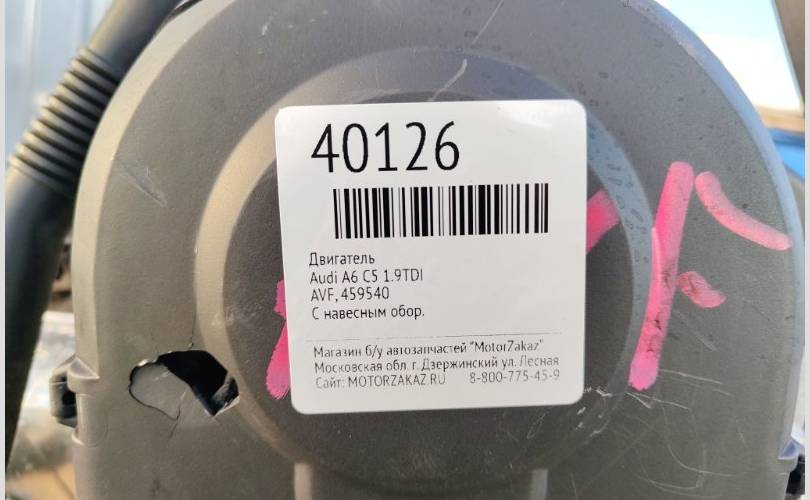 40126
Двигатель
Audi A6 C5 1.9TDI
AVF, 459540
С навесным обор.
Магазин б/у автозапчастей "MotorZakaz"
Московская обл. г. Дзержинский ул. Лесная
Сайт: MOTORZAKAZ.RU 8-800-775-45-9